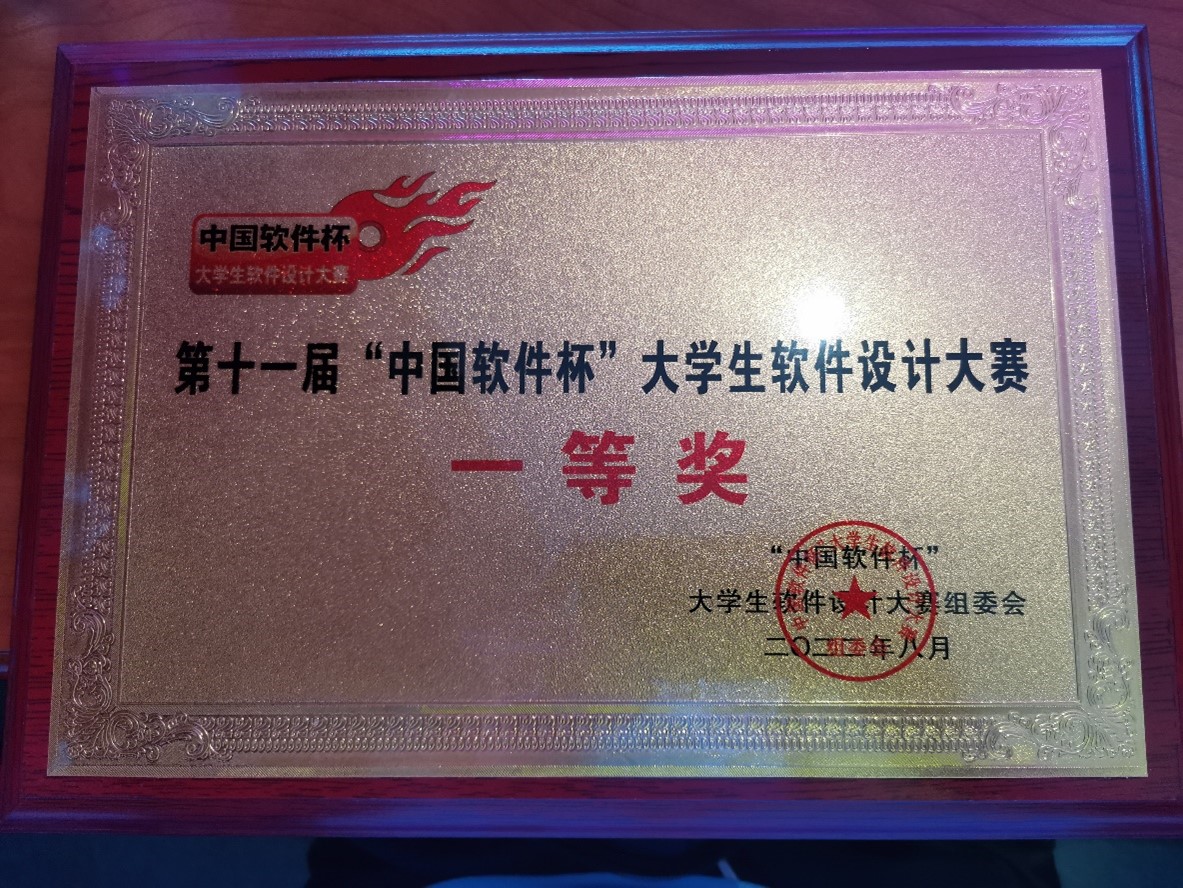 中国软件杯
大学生软件设计大赛
第十一届“中国软件杯”大学生软件设计大赛
一等奖
“中国软件杯”
大学生软件设计大赛组委会
二〇二二年八月
组委会